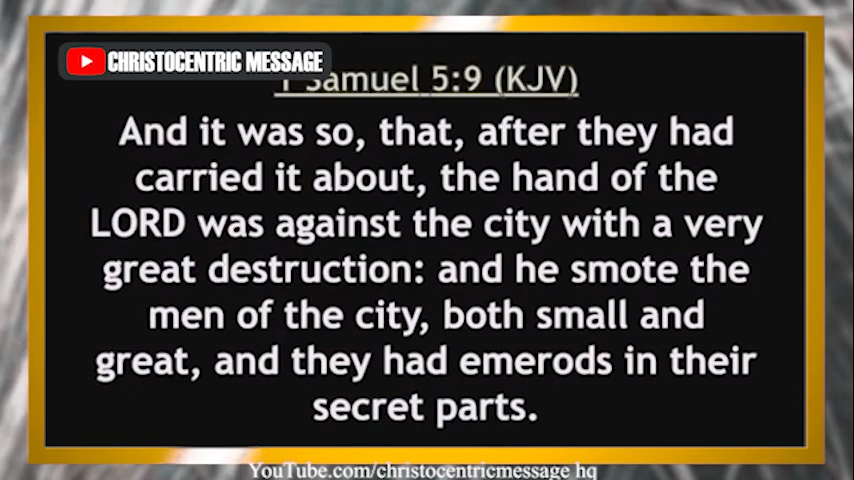 CHRISTOCENTRIC MESSAGE
1 Samuel 5:9 (KJV)
And it was so, that, after they had
carried it about, the hand of the
LORD was against the city with a very
great destruction: and he smote the
men of the city, both small and
great, and they had emerods in their
secret parts.
YouTube.com/christocentricmessage hq